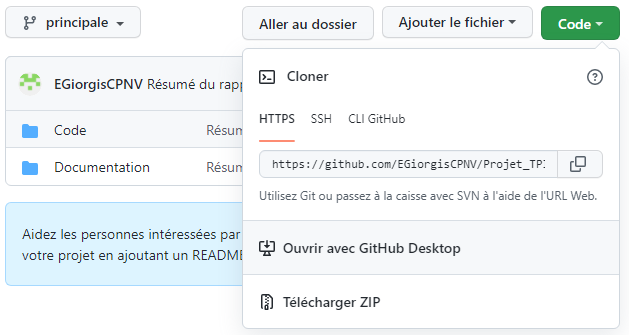 principale
Aller au dossier
Ajouter le fichier
Code
EGiorgisCPNV Résumé du rapp
Code
Résum
Documentation
Résum
Aidez les personnes intéressées par
votre projet en ajoutant un README
Cloner
HTTPS SSH CLI GitHub
https://github.com/EGiorgisCPNV/Projet_TP
Utilisez Git ou passez à la caisse avec SVN à l'aide de l'URL Web.
Ouvrir avec GitHub Desktop
Télécharger ZIP